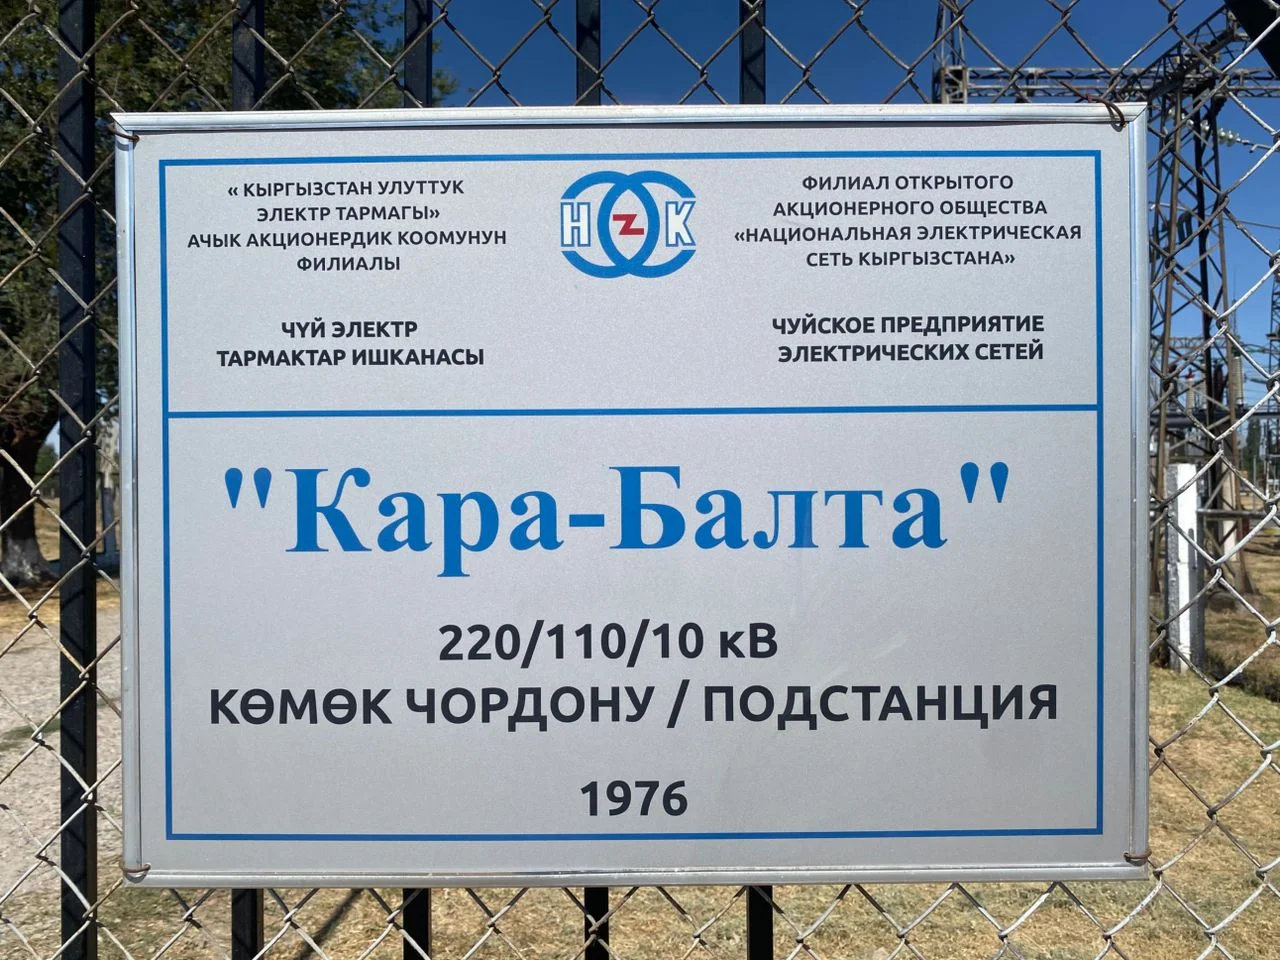 « КЫРГЫЗСТАН УЛУТТУК
ЭЛЕКТР ТАРМАГЫ»
АЧЫК АКЦИОНЕРДИК КООМУНУН
ФИЛИАЛЫ
ЧҮЙ ЭЛЕКТР
ТАРМАКТАР ИШКАНАСЫ
НЭСК
ФИЛИАЛ ОТКРЫТОГО
АКЦИОНЕРНОГО ОБЩЕСТВА
«НАЦИОНАЛЬНАЯ ЭЛЕКТРИЧЕСКАЯ
СЕТЬ КЫРГЫЗСТАНА»
ЧУЙСКОЕ ПРЕДПРИЯТИЕ
ЭЛЕКТРИЧЕСКИХ СЕТЕЙ
"Кара-Балта"
220/110/10 кВ
КӨМӨК ЧОРДОНУ / ПОДСТАНЦИЯ
1976